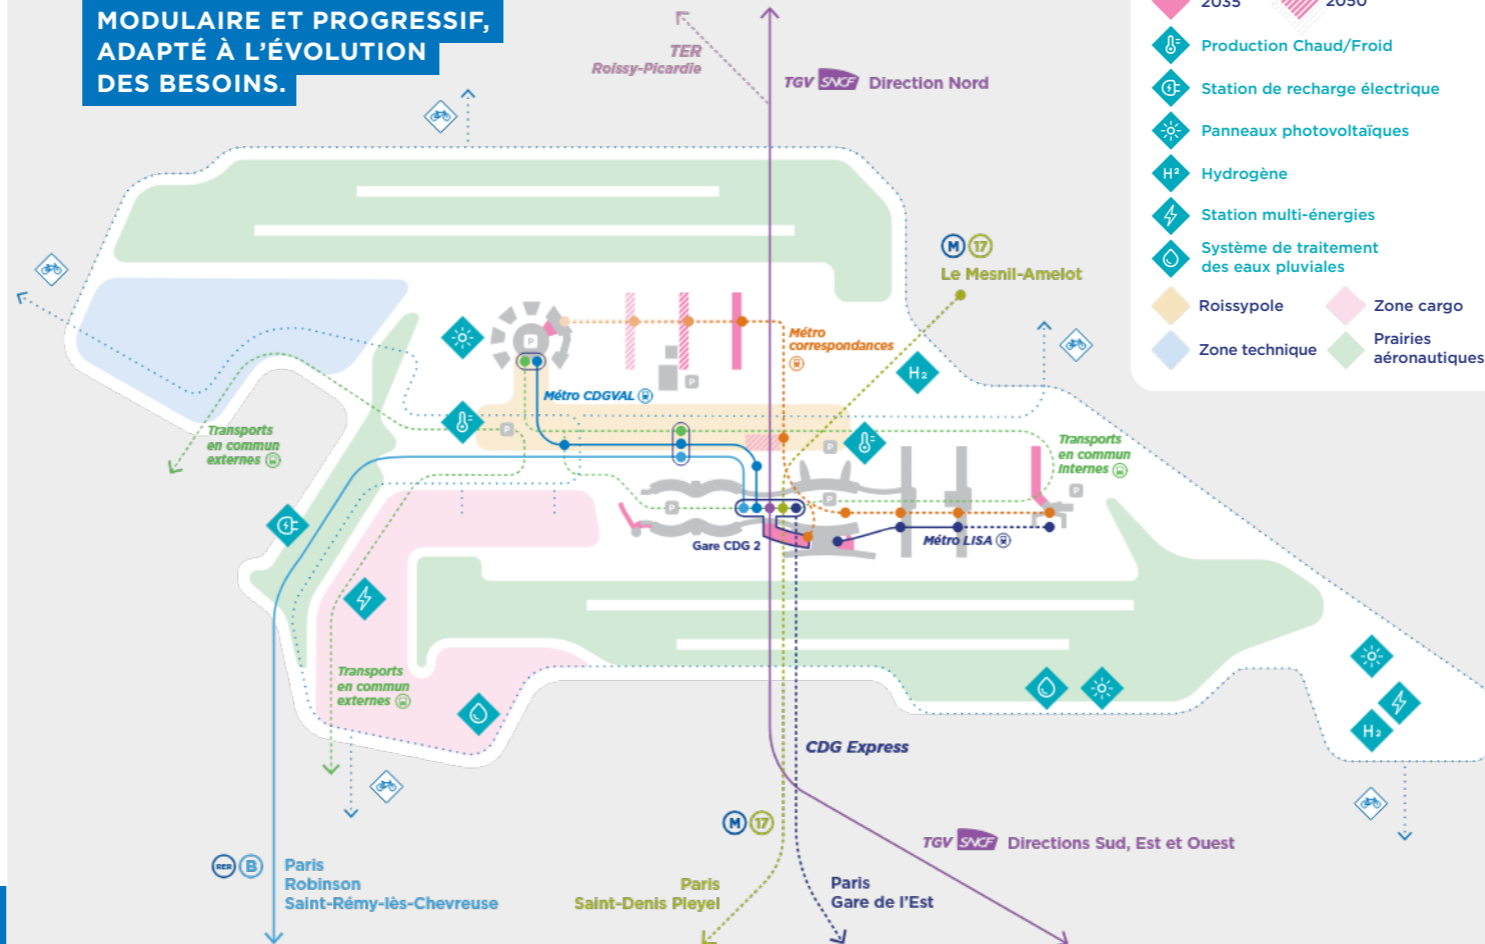 MODULAIRE ET PROGRESSIF,
ADAPTÉ À L'ÉVOLUTION
DES BESOINS.
TER
Roissy-Picardie
TGV SNCF Direction Nord
2035
2050
Production Chaud/Froid
Station de recharge électrique
Panneaux photovoltaïques
H² Hydrogène
Station multi-énergies
Système de traitement
des eaux pluviales
Roissypole
Zone cargo
Zone technique
Prairies
aéronautiques
M 17
Le Mesnil-Amelot
P
Métro
correspondances
P
H₂
Métro CDGVAL
P
P
Transports
en commun
externes
Transports
en commun
Internes
P
P
P
Gare CDG 2
Métro LISA
Transports
en commun
externes
H₂
CDG Express
M 17
TGV SNCF Directions Sud, Est et Ouest
RER B
Paris
Robinson
Saint-Rémy-lès-Chevreuse
Paris
Saint-Denis Pleyel
Paris
Gare de l'Est